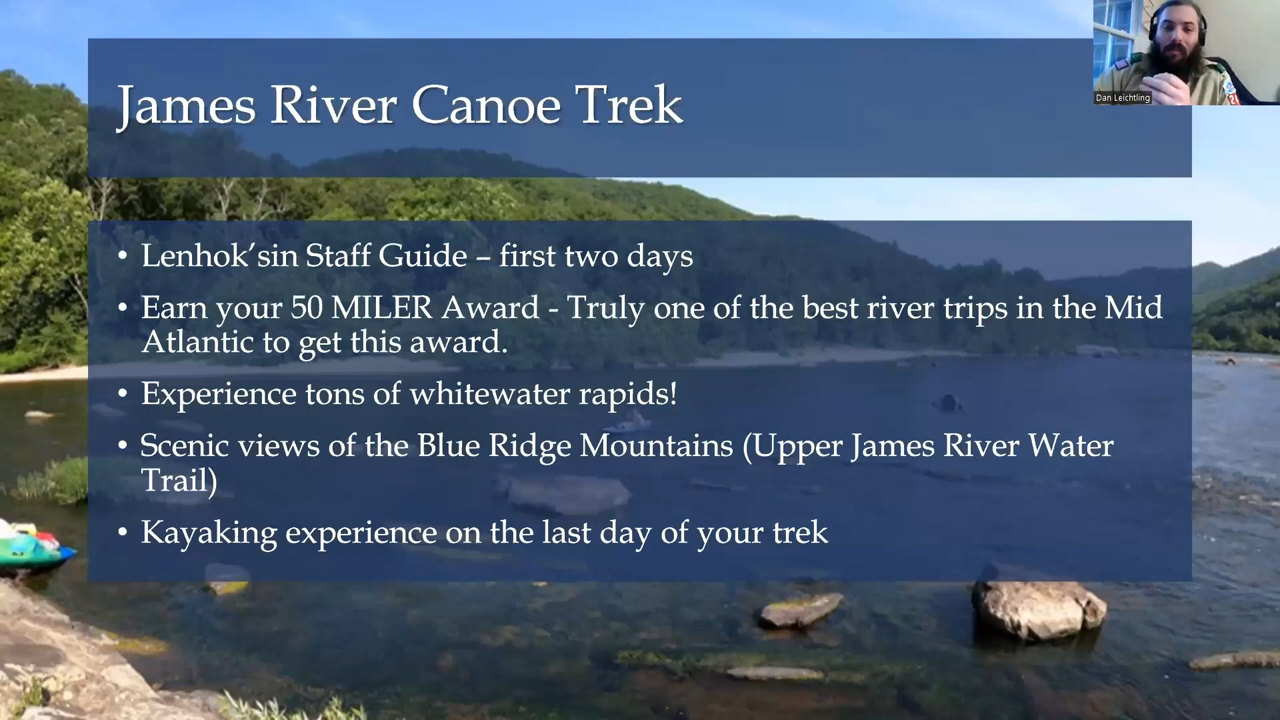 James River Canoe Trek
Dan Leichtling
• Lenhok’sin Staff Guide – first two days
• Earn your 50 MILER Award - Truly one of the best river trips in the Mid
Atlantic to get this award.
• Experience tons of whitewater rapids!
• Scenic views of the Blue Ridge Mountains (Upper James River Water
Trail)
• Kayaking experience on the last day of your trek